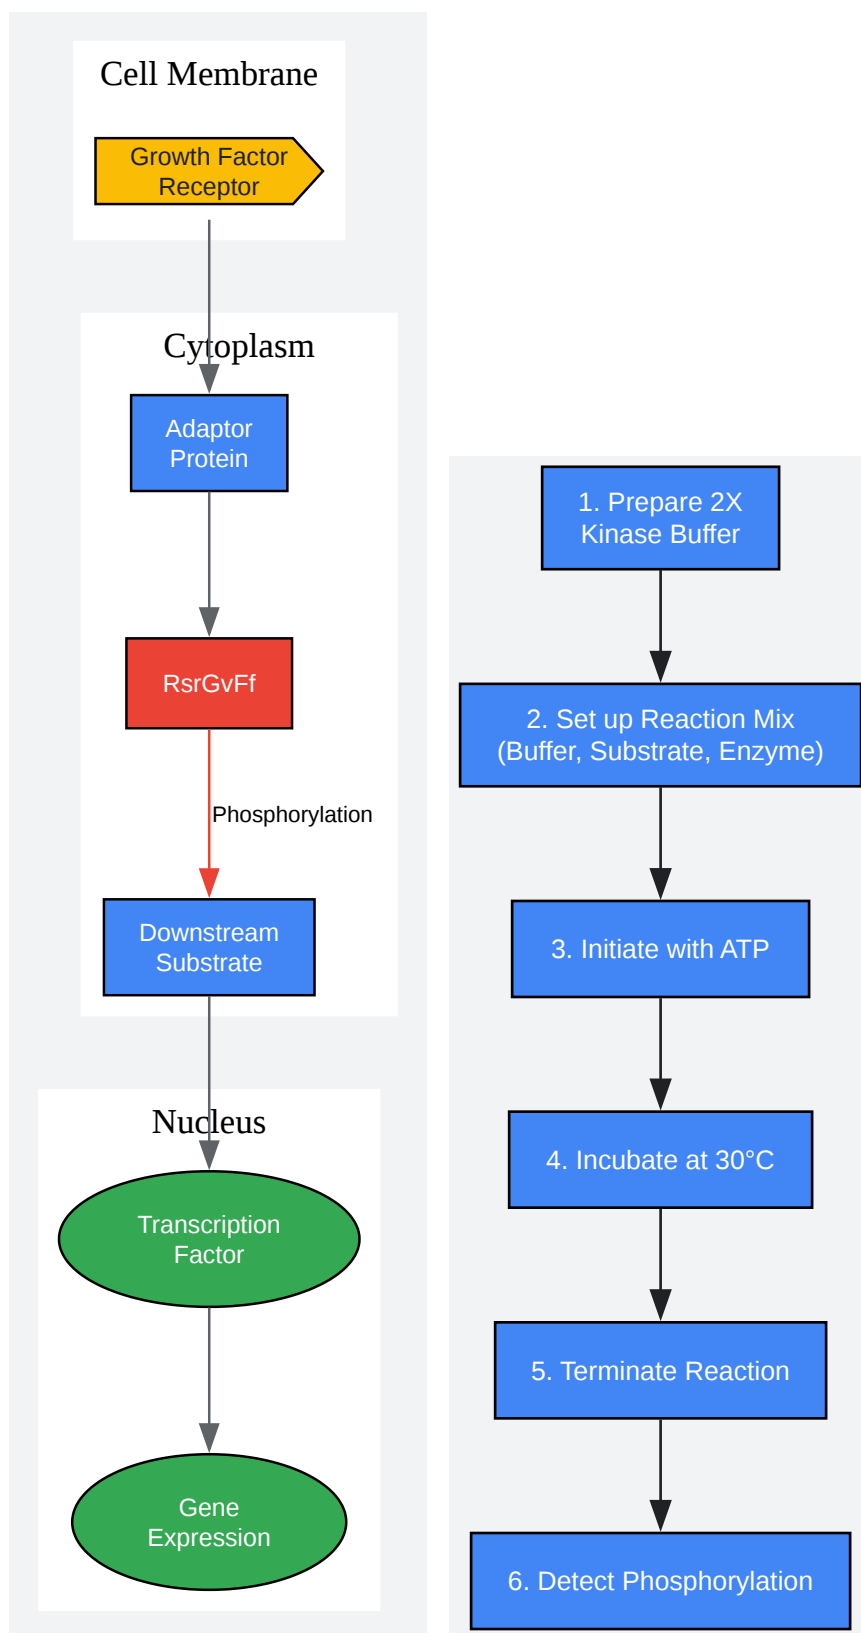 Cell Membrane
Growth Factor
Receptor
Cytoplasm
Adaptor
Protein
RsrGvFf
Phosphorylation
Downstream
Substrate
Nucleus
Transcription
Factor
Gene
Expression
1. Prepare 2X
Kinase Buffer
2. Set up Reaction Mix
(Buffer, Substrate, Enzyme)
3. Initiate with ATP
4. Incubate at 30°C
5. Terminate Reaction
6. Detect Phosphorylation